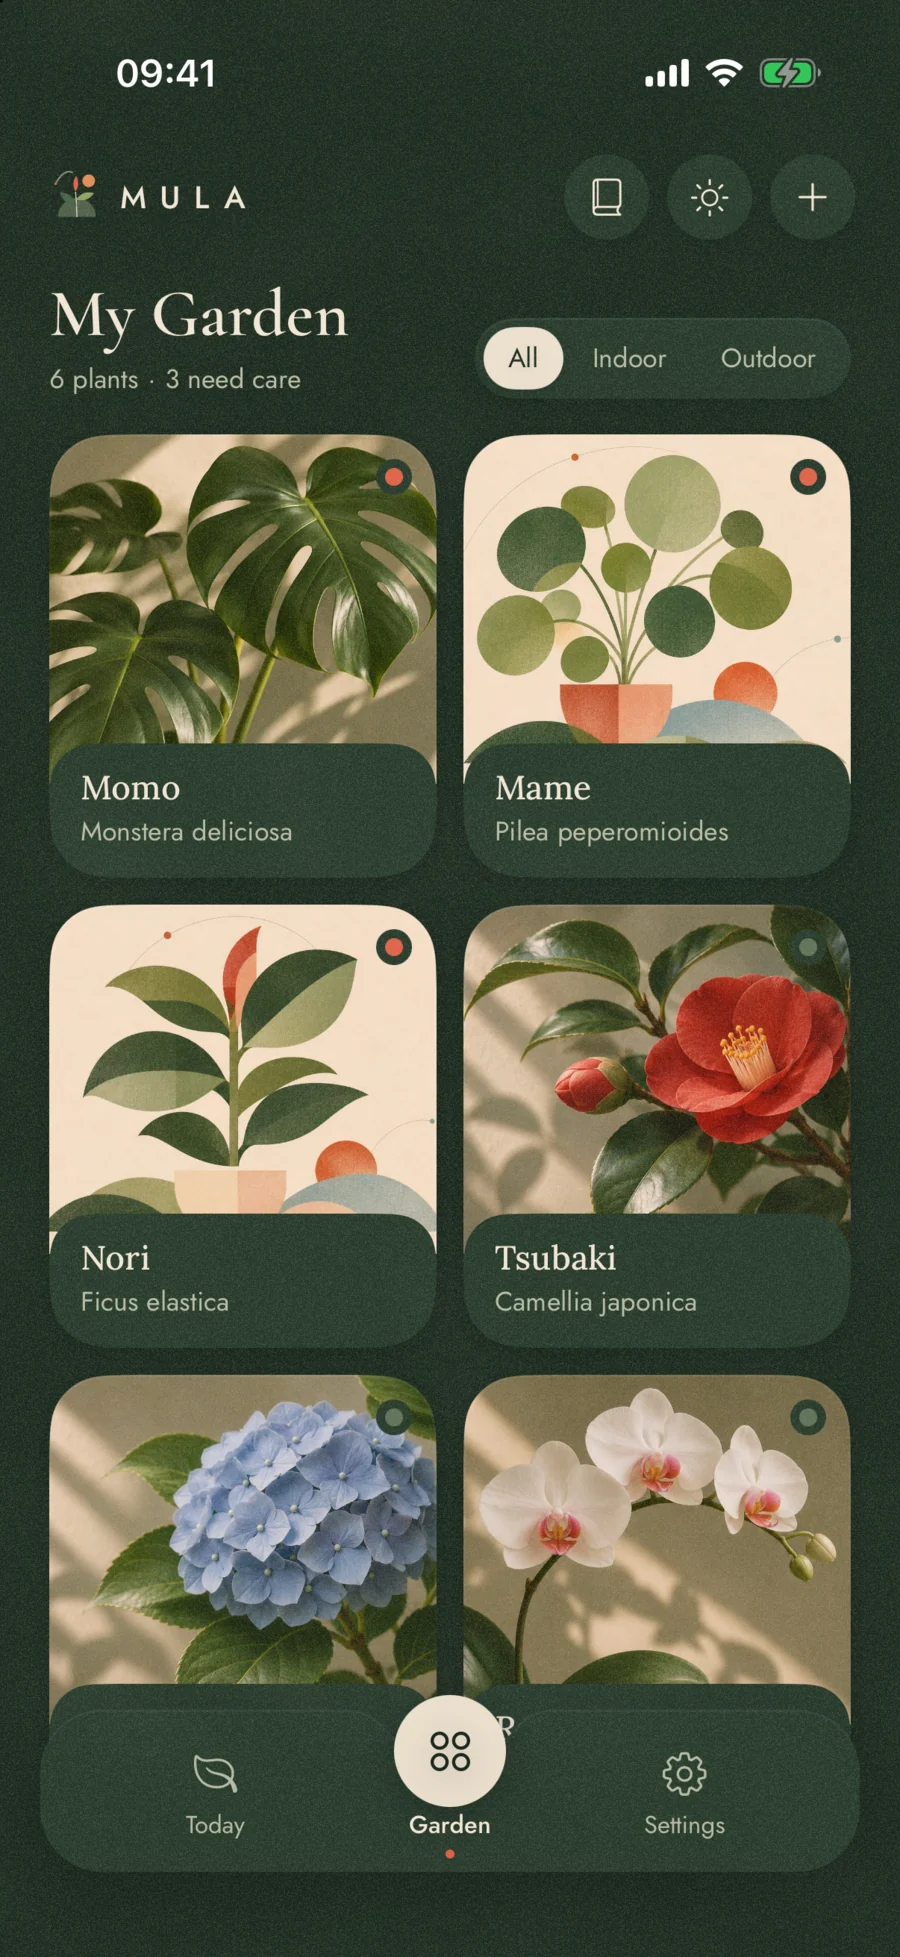 09:41
MULA
My Garden
6 plants · 3 need care
All
Indoor
Outdoor
Momo
Monstera deliciosa
Mame
Pilea peperomioides
Nori
Ficus elastica
Tsubaki
Camellia japonica
Today
Garden
Settings